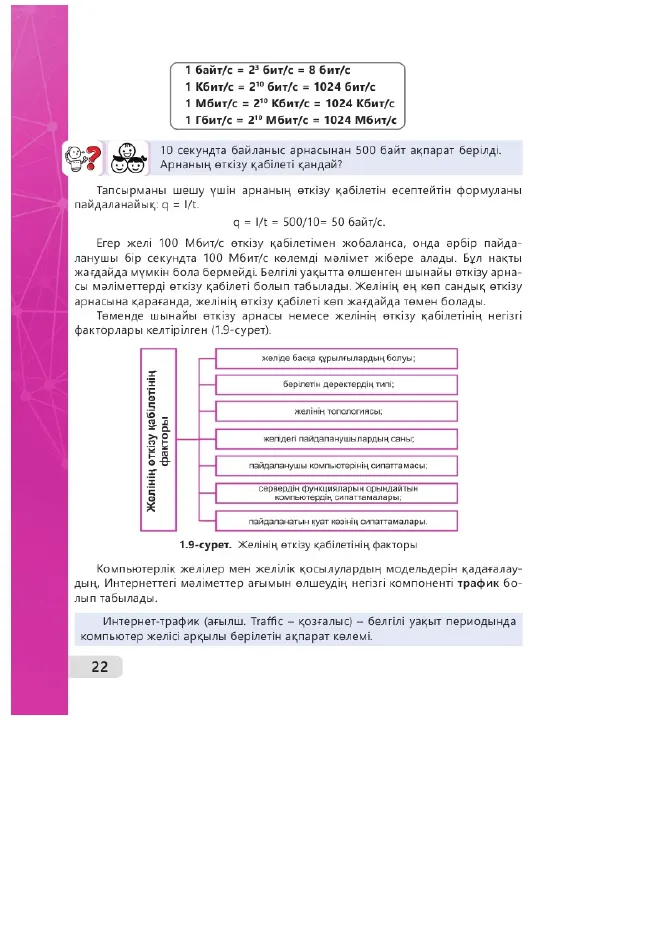 1 байт/с = 2³ бит/с = 8 бит/с
1 Кбит/с = 2¹⁰ бит/с = 1024 бит/с
1 Мбит/с = 2¹⁰ Кбит/с = 1024 Кбит/с
1 Гбит/с = 2¹⁰ Мбит/с = 1024 Мбит/с
10 секундта байланыс арнасынан 500 байт ақпарат берілді.
Арнаның өткізу қабілеті қандай?
Тапсырманы шешу үшін арнаның өткізу қабілетін есептейтін формуланы
пайдаланайық: q = I/t.
q = I/t = 500/10= 50 байт/с.
Егер желі 100 Мбит/с өткізу қабілетімен жобаланса, онда әрбір пайда-
ланушы бір секундта 100 Мбит/с көлемді мәлімет жібере алады. Бұл нақты
жағдайда мүмкін бола бермейді. Белгілі уақытта өлшенген шынайы өткізу арна-
сы мәліметтерді өткізу қабілеті болып табылады. Желінің ең көп сандық өткізу
арнасына қарағанда, желінің өткізу қабілеті көп жағдайда төмен болады.
Төменде шынайы өткізу арнасы немесе желінің өткізу қабілетінің негізгі
факторлары келтірілген (1.9-сурет).
Желінің өткізу қабілетінің
факторы
желіде басқа құрылғылардың болуы;
берілетін деректердің типі;
желінің топологиясы;
желідегі пайдаланушылардың саны;
пайдаланушы компьютерінің сипаттамасы;
сервердің функцияларын орындайтын
компьютердің сипаттамалары;
пайдаланатын қуат көзінің сипаттамалары.
1.9-сурет. Желінің өткізу қабілетінің факторы
Компьютерлік желілер мен желілік қосылулардың модельдерін қадағалау-
дың, Интернеттегі мәліметтер ағымын өлшеудің негізгі компоненті трафик бо-
лып табылады.
Интернет-трафик (ағылш. Traffic – қозғалыс) – белгілі уақыт периодында
компьютер желісі арқылы берілетін ақпарат көлемі.
22